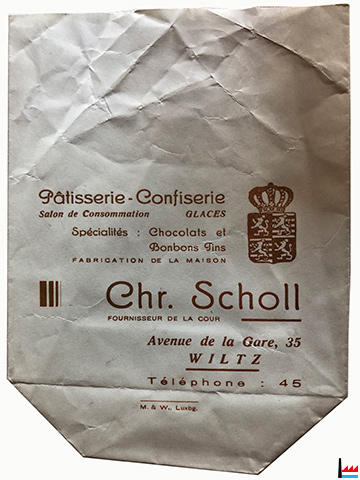 Pâtisserie - Confiserie
Salon de Consommation GLACES
Spécialités : Chocolats et
Bonbons fins
FABRICATION DE LA MAISON
Chr. Scholl
FOURNISSEUR DE LA COUR
Avenue de la Gare, 35
WILTZ
Téléphone : 45
M. & W., Luxbg.